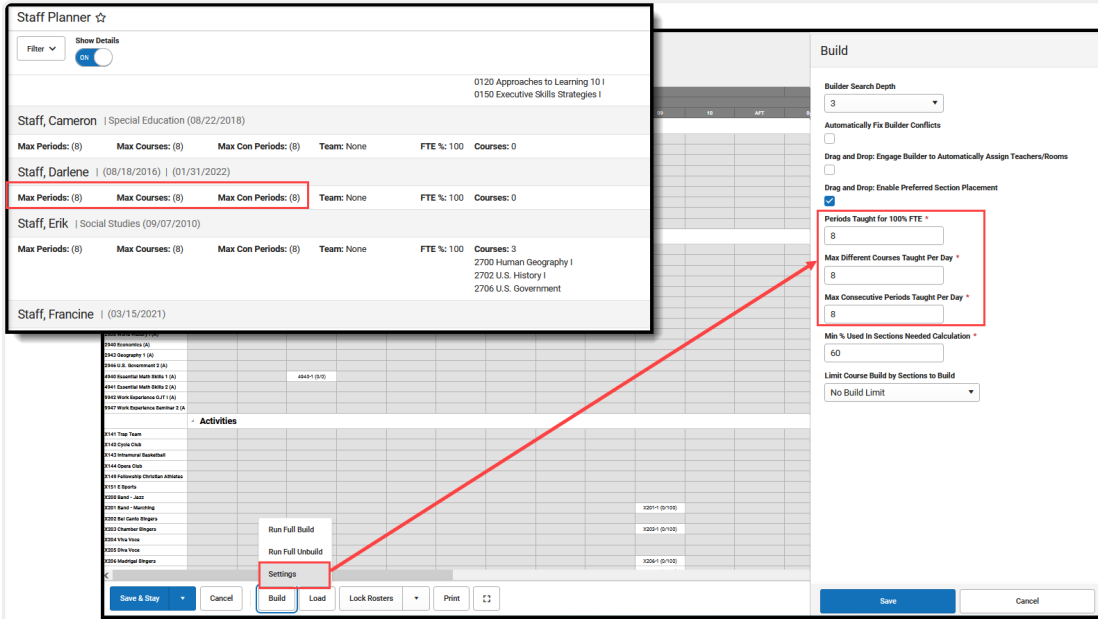 Staff Planner
Filter
Show Details
ON
0120 Approaches to Learning 10 I
0150 Executive Skills Strategies I
Staff, Cameron | Special Education (08/22/2018)
Max Periods: (8) Max Courses: (8) Max Con Periods: (8) Team: None FTE %: 100 Courses: 0
Staff, Darlene | (08/18/2016) | (01/31/2022)
Max Periods: (8) Max Courses: (8) Max Con Periods: (8) Team: None FTE %: 100 Courses: 0
Staff, Erik | Social Studies (09/07/2010)
Max Periods: (8) Max Courses: (8) Max Con Periods: (8) Team: None FTE %: 100 Courses: 3
2700 Human Geography I
2702 U.S. History I
2706 U.S. Government
Staff, Francine | (03/15/2021)
09 10 AFT
2940 Economics (A)
2943 Geography 1 (A)
2946 U.S. Government 2 (A)
4940 Essential Math Skills 1 (A) 4940-1 (0/0)
4941 Essential Math Skills 2 (A)
9942 Work Experience OJT I (A)
9947 Work Experience Seminar 2 (A
Activities
X141 Trap Team
X142 Cycle Club
X143 Intramural Basketball
X144 Opera Club
X149 Fellowship Christian Athletes
X151 E Sports
X200 Band - Jazz
X201 Band - Marching X201-1 (0/100)
X202 Bel Canto Singers
X203 Chamber Singers X203-1 (0/100)
X204 Viva Voce
X205 Diva Voce
X206 Madrigal Singers X206-1 (0/100)
Run Full Build
Run Full Unbuild
Settings
Save & Stay Cancel Build Load Lock Rosters Print
Build
Builder Search Depth
3
Automatically Fix Builder Conflicts
Drag and Drop: Engage Builder to Automatically Assign Teachers/Rooms
Drag and Drop: Enable Preferred Section Placement
Periods Taught for 100% FTE *
8
Max Different Courses Taught Per Day *
8
Max Consecutive Periods Taught Per Day *
8
Min % Used In Sections Needed Calculation *
60
Limit Course Build by Sections to Build
No Build Limit
Save Cancel